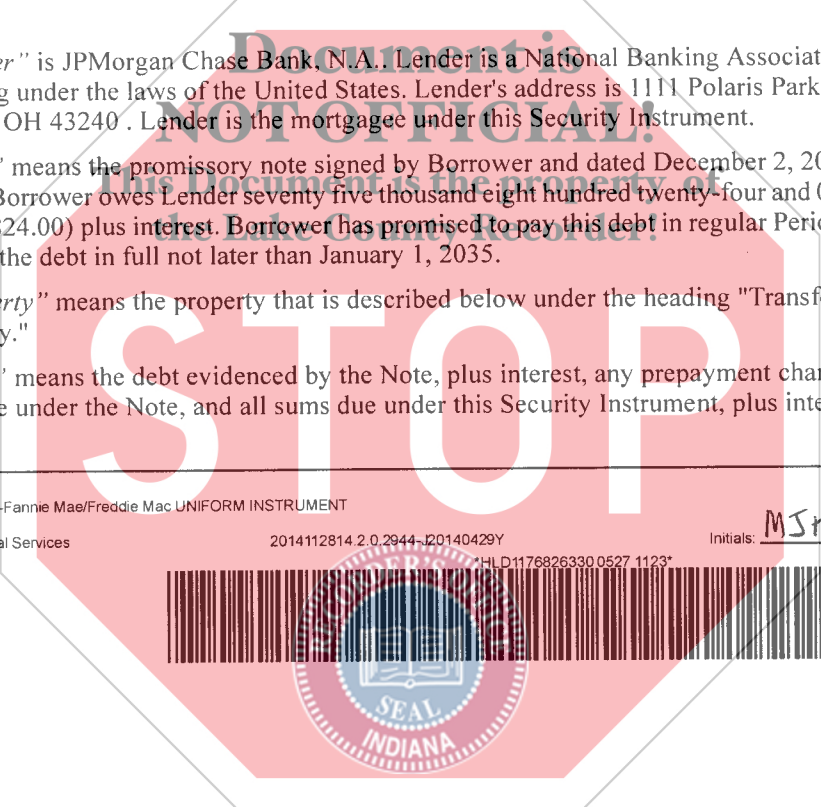 Document is
er" is JPMorgan Chase Bank, N.A.. Lender is a National Banking Associat
g under the laws of the United States. Lender's address is 1111 Polaris Park
NOT OFFICIAL!
OH 43240 . Lender is the mortgagee under this Security Instrument.
" means the promissory note signed by Borrower and dated December 2, 20
This Document is the property of
Borrower owes Lender seventy five thousand eight hundred twenty-four and 0
the Lake County Recorder!
824.00) plus interest. Borrower has promised to pay this debt in regular Perio
the debt in full not later than January 1, 2035.
erty" means the property that is described below under the heading "Transfe
y."
" means the debt evidenced by the Note, plus interest, any prepayment char
e under the Note, and all sums due under this Security Instrument, plus inte
STOP
-Fannie Mae/Freddie Mac UNIFORM INSTRUMENT
al Services
2014112814.2.0.2944-J20140429Y
Initials:
*HLD1176826330 0527 1123*
RECORDER'S OFFICE
SEAL
INDIANA